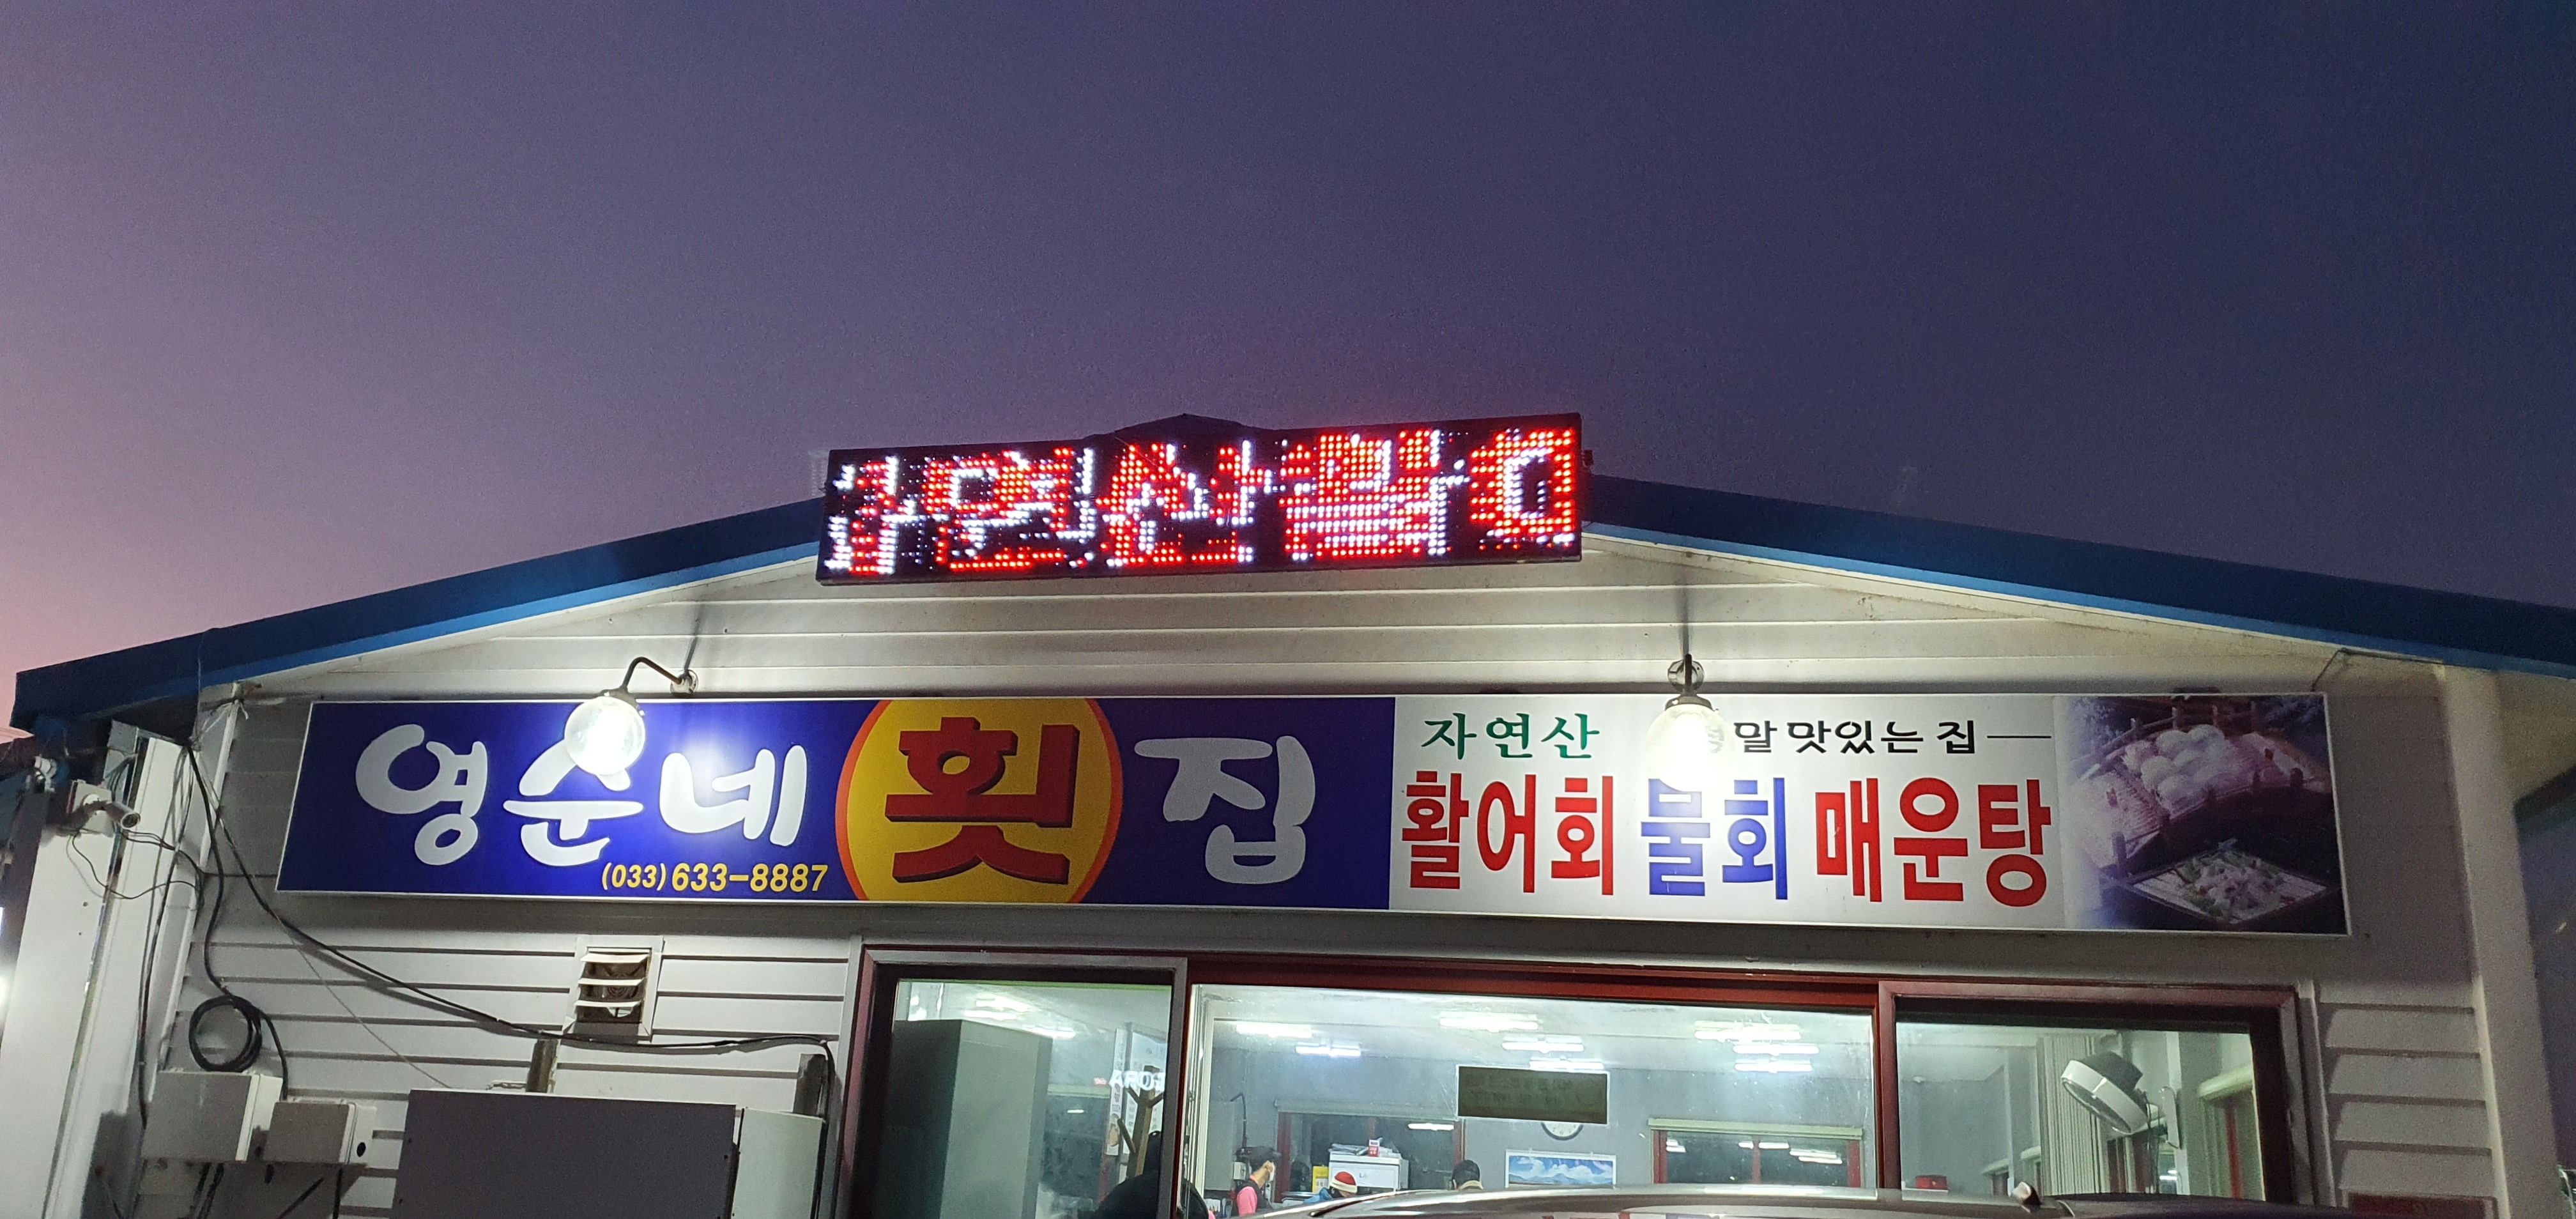 영순네 횟집
(033) 633-8887
자연산 맛있는 집
활어회 물회 매운탕